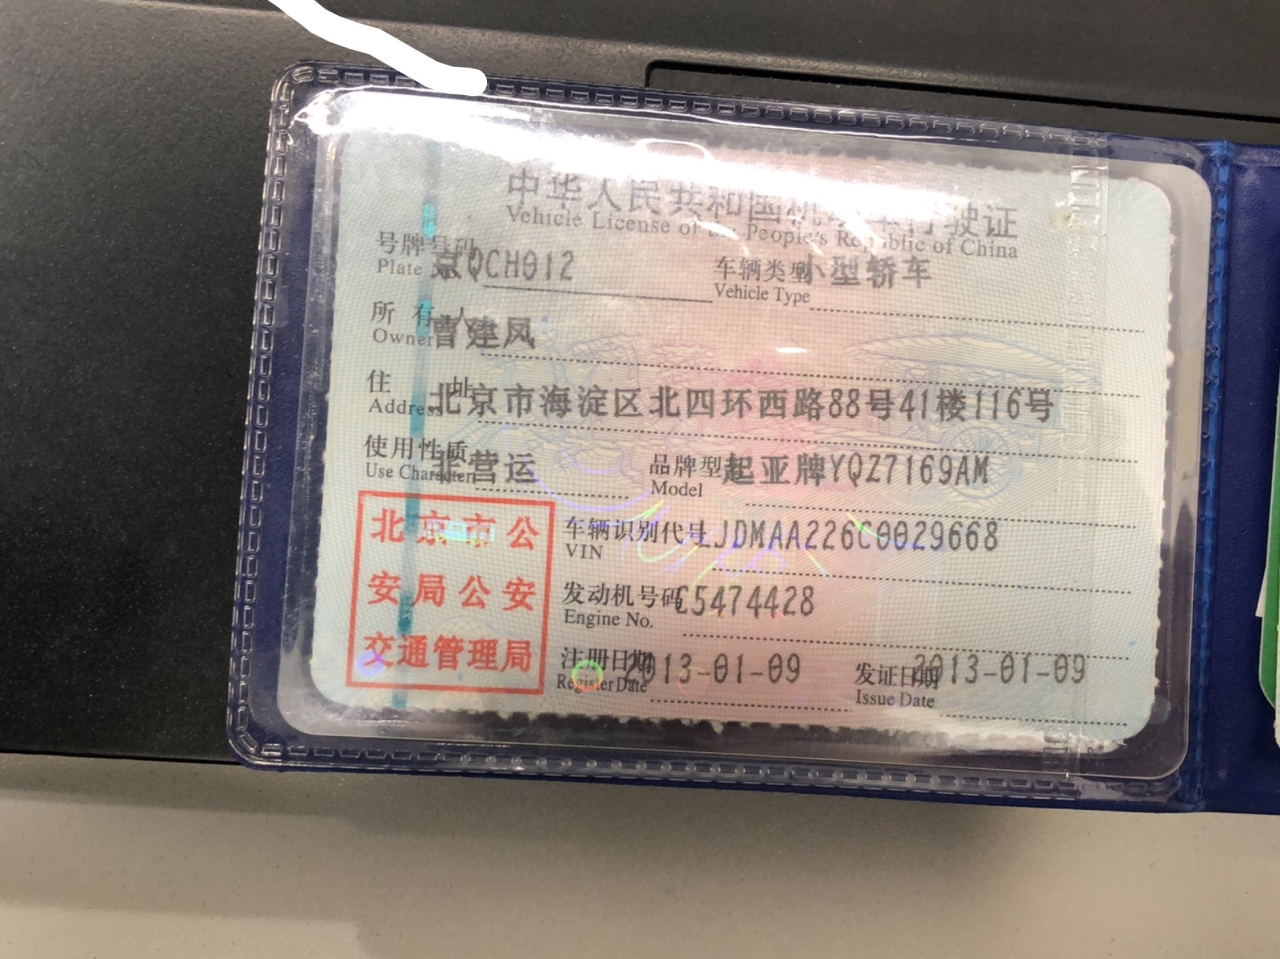 中华人民共和国机动车行驶证
Vehicle License of the People's Republic of China
号牌号码 京QCH012 车辆类型 小型轿车
Plate Vehicle Type
所有人 曹建风
Owner
住址 北京市海淀区北四环西路88号41楼116号
Address
使用性质 非营运 品牌型 起亚牌YQZ7169AM
Use Character Model
车辆识别代号 LJDMAA226C0029668
VIN
发动机号码 C5474428
Engine No.
注册日期 2013-01-09 发证日期 2013-01-09
Register Date Issue Date
北京市公
安局公安
交通管理局